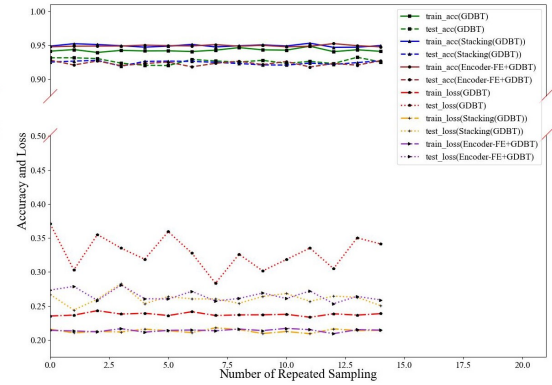 1.00
0.95
0.90
0.50
0.45
0.40
0.35
0.30
0.25
0.20
Accuracy and Loss
train_acc(GDBT)
test_acc(GDBT)
train_acc(Stacking(GDBT))
test_acc(Stacking(GDBT))
train_acc(Encoder-FE+GDBT)
test_acc(Encoder-FE+GDBT)
train_loss(GDBT)
test_loss(GDBT)
train_loss(Stacking(GDBT))
test_loss(Stacking(GDBT))
train_loss(Encoder-FE+GDBT)
test_loss(Encoder-FE+GDBT)
0.0 2.5 5.0 7.5 10.0 12.5 15.0 17.5 20.0
Number of Repeated Sampling